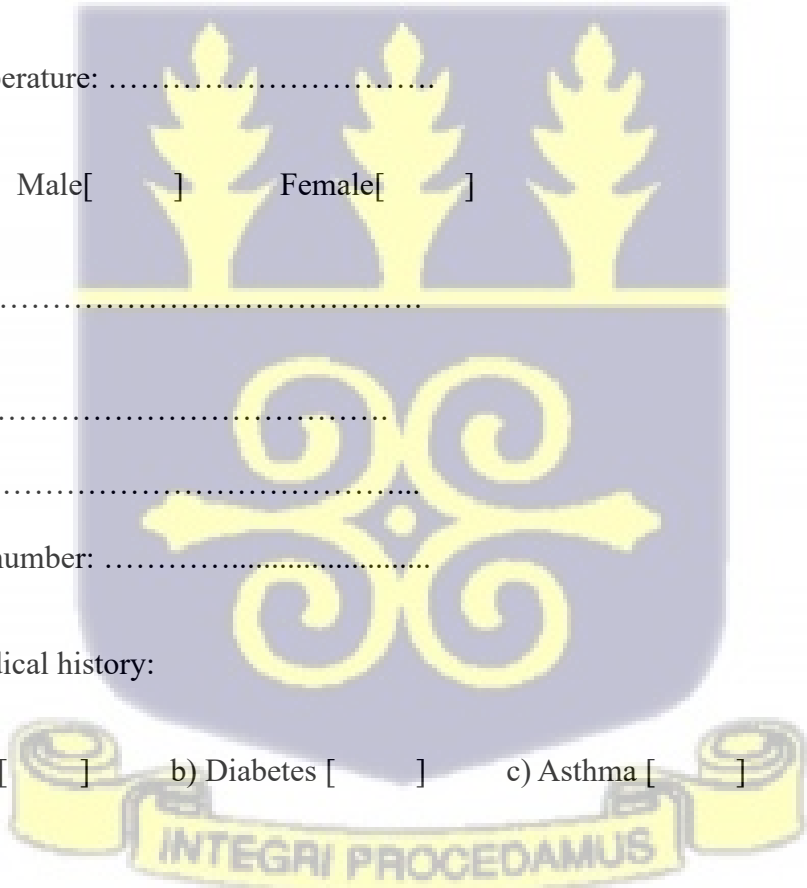 erature: ……………………………
Male[ ] Female[ ]
……………………………………….
…………………………………….
……………………………………...
number: …………..........................
dical history:
[ ] b) Diabetes [ ] c) Asthma [ ]
INTEGRI PROCEDAMUS